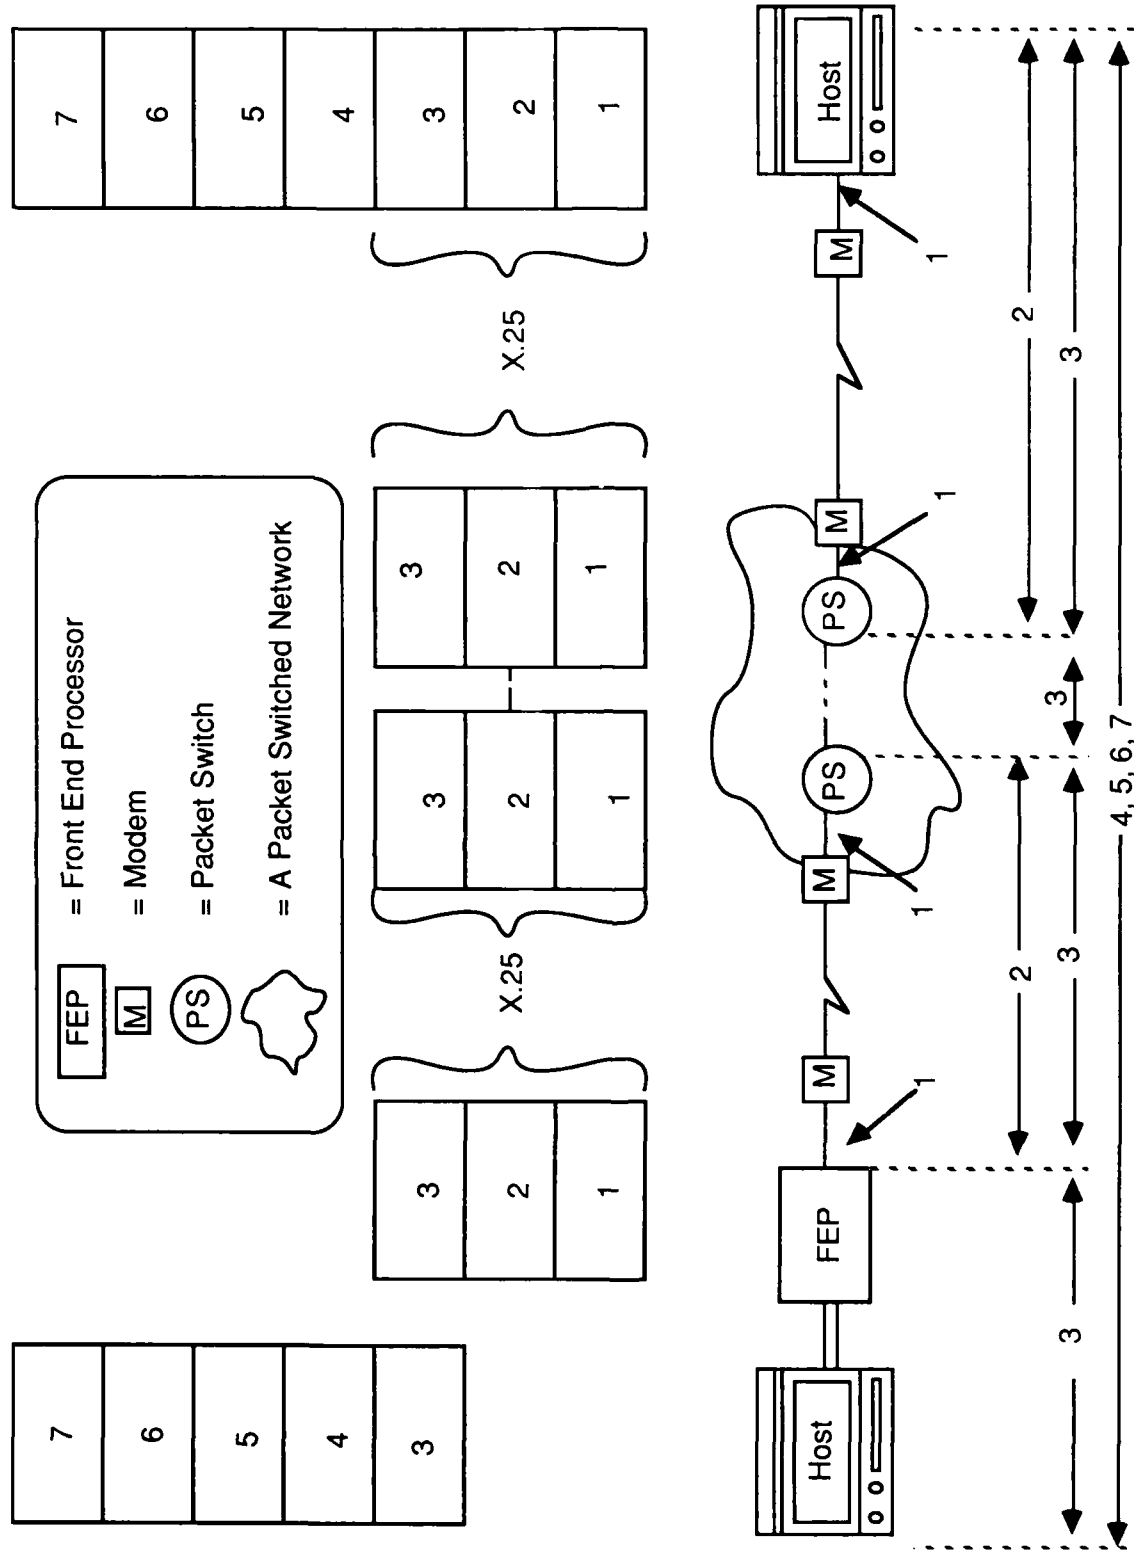 FEP = Front End Processor
M = Modem
PS = Packet Switch
= A Packet Switched Network
7
6
5
4
3
3
2
1
X.25
3
2
1
3
2
1
X.25
7
6
5
4
3
2
1
Host
FEP
M
M
PS
PS
M
M
Host
1
1
1
1
2
2
3
3
3
3
4, 5, 6, 7